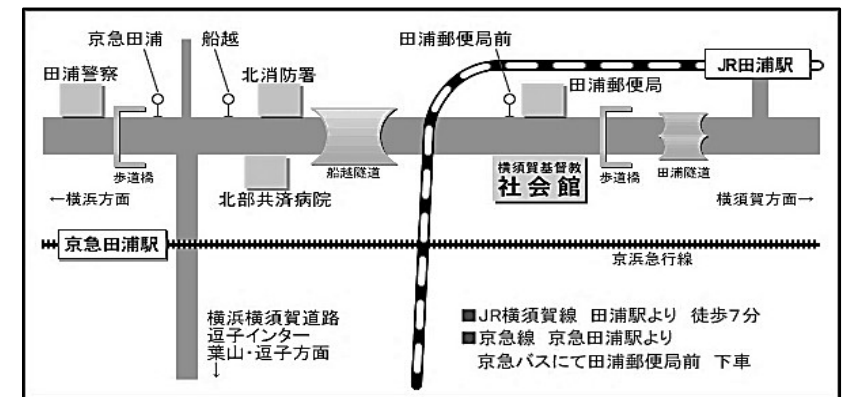 京急田浦
船越
田浦郵便局前
JR田浦駅
田浦警察
北消防署
田浦郵便局
歩道橋
船越隧道
横須賀基督教
社会館
歩道橋
田浦隧道
←横浜方面
北部共済病院
横須賀方面→
京急田浦駅
京浜急行線
横浜横須賀道路
逗子インター
葉山・逗子方面
↓
■JR横須賀線 田浦駅より 徒歩7分
■京急線 京急田浦駅より
京急バスにて田浦郵便局前 下車